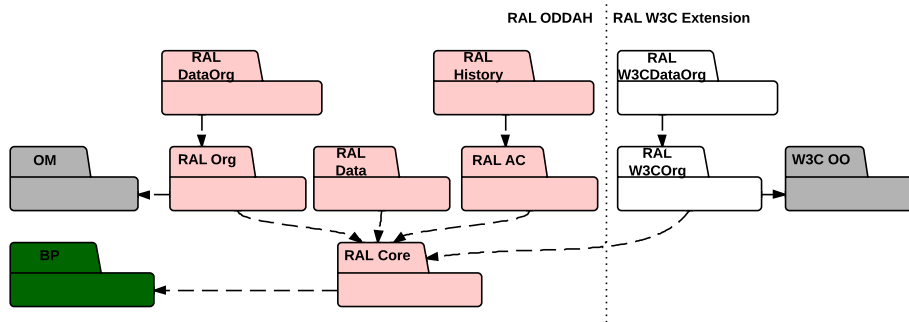 RAL ODDAH
RAL W3C Extension
RAL
DataOrg
RAL
History
RAL
W3CDataOrg
OM
RAL Org
RAL
Data
RAL AC
RAL
W3COrg
W3C OO
BP
RAL Core